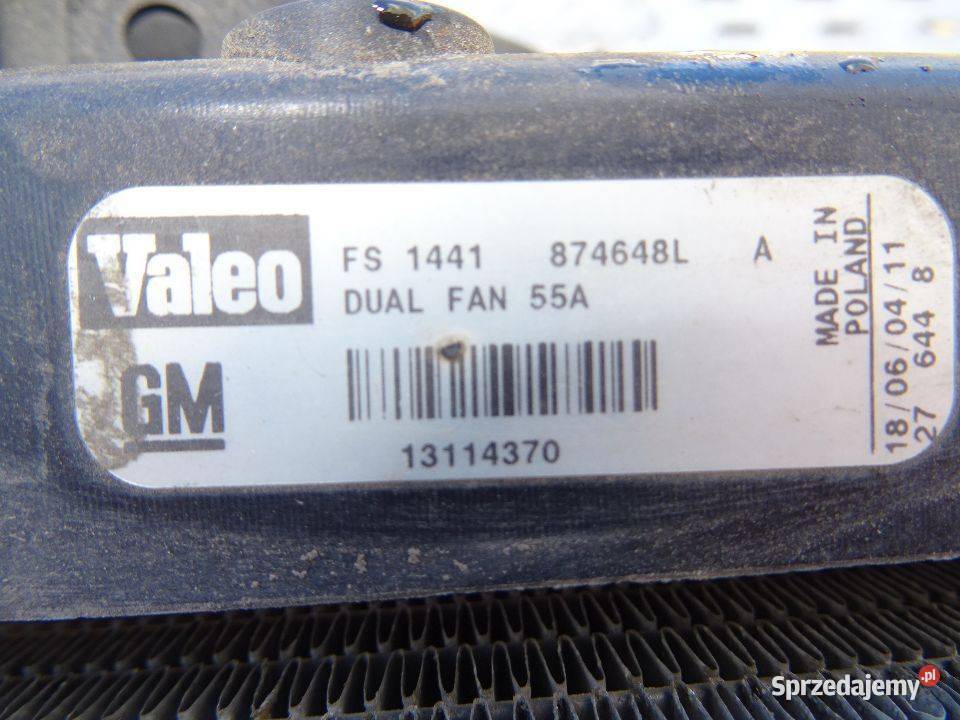 Valeo
FS 1441 874648L A
DUAL FAN 55A
GM
13114370
MADE IN
POLAND
18/06/04/11
27 644 8
Sprzedajemy.pl